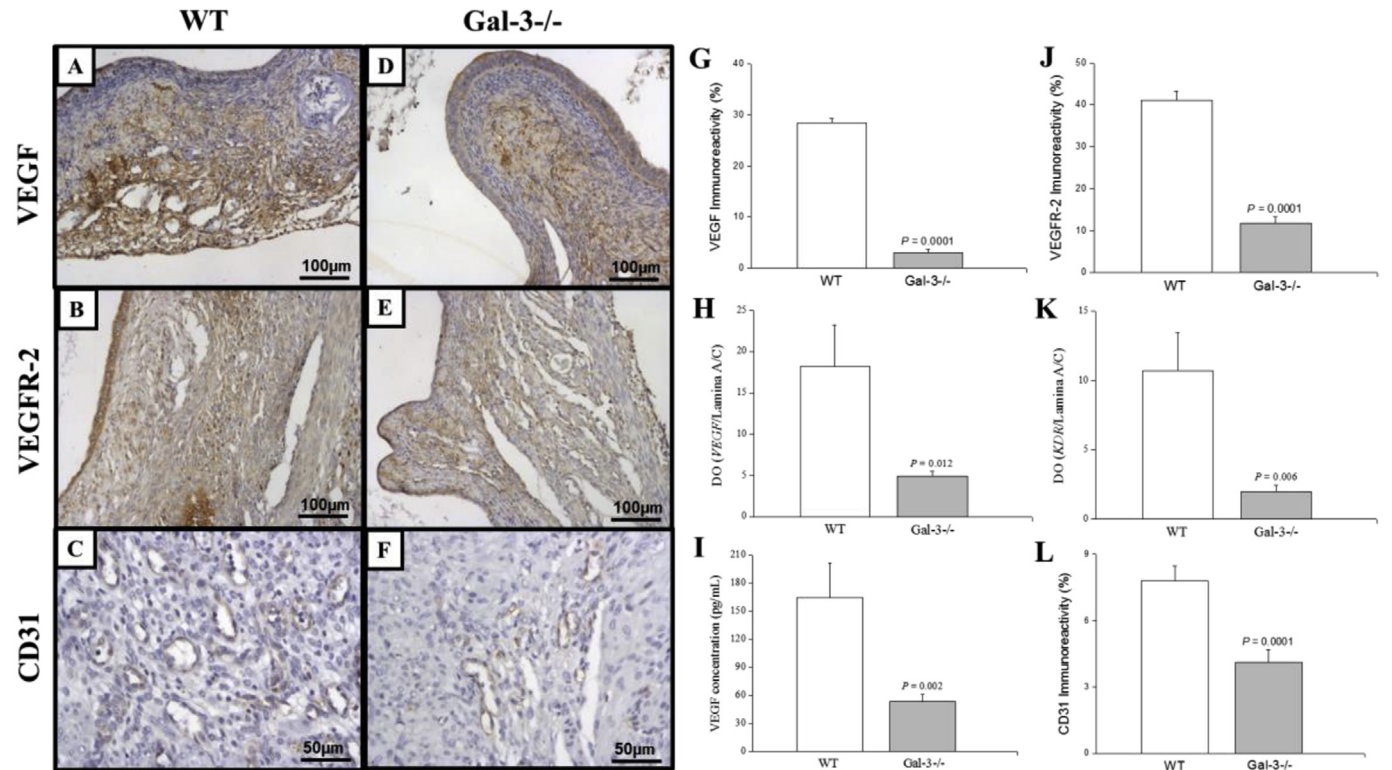 WT
Gal-3-/-
VEGF
VEGFR-2
CD31
A
100µm
D
100µm
B
100µm
E
100µm
C
50µm
F
50µm
G
VEGF Immunoreactivity (%)
40
30
20
10
0
P = 0.0001
WT
Gal-3-/-
H
DO (VEGF/Lamina A/C)
25
20
15
10
5
0
P = 0.012
WT
Gal-3-/-
I
VEGF concentration (pg/mL)
210
180
150
120
90
60
30
0
P = 0.002
WT
Gal-3-/-
J
VEGFR-2 Imunoreactivity (%)
50
40
30
20
10
0
P = 0.0001
WT
Gal-3-/-
K
DO (KDR/Lamina A/C)
15
10
5
0
P = 0.006
WT
Gal-3-/-
L
CD31 Immunoreactivity (%)
9
6
3
0
P = 0.0001
WT
Gal-3-/-